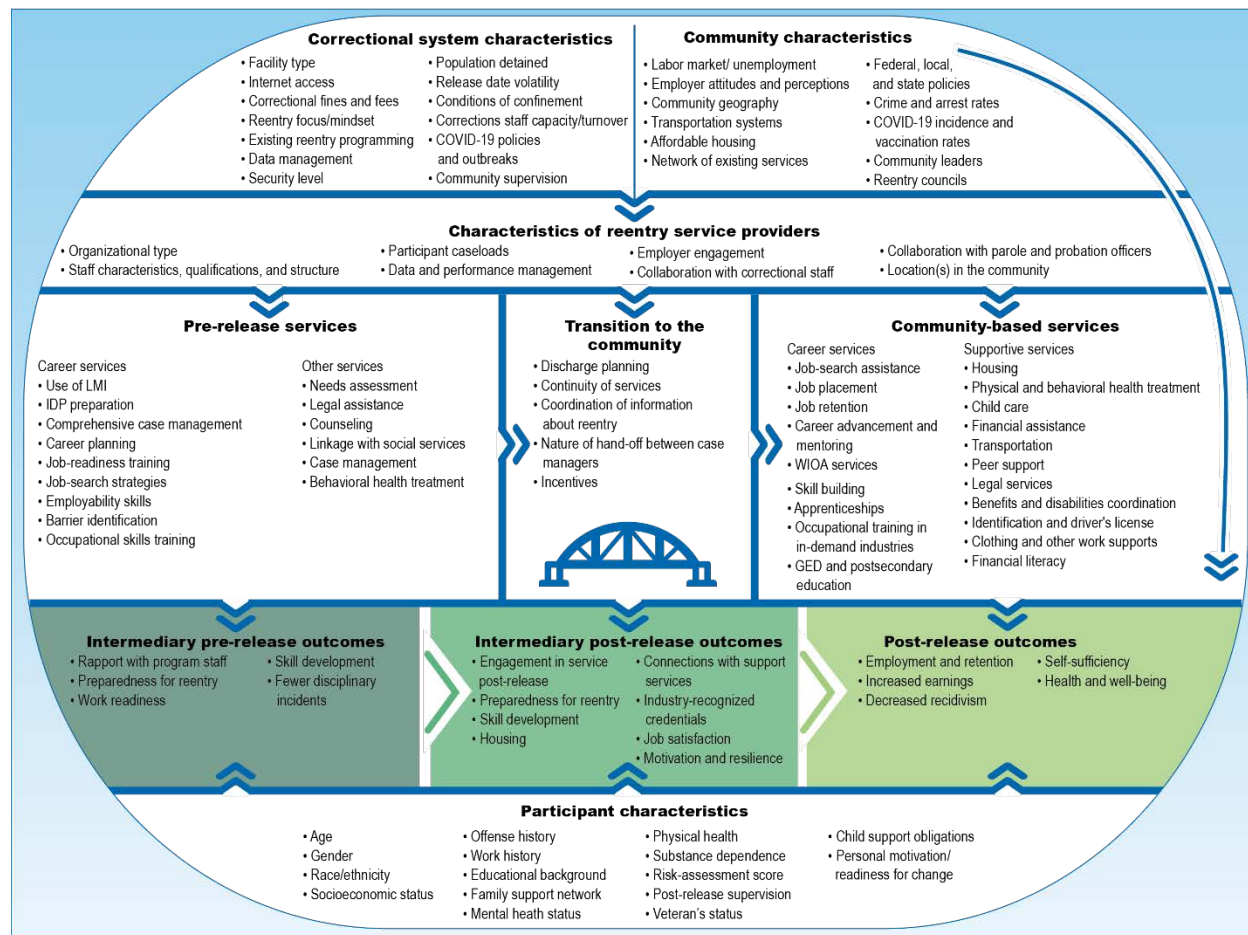 Correctional system characteristics
• Facility type
• Internet access
• Correctional fines and fees
• Reentry focus/mindset
• Existing reentry programming
• Data management
• Security level
• Population detained
• Release date volatility
• Conditions of confinement
• Corrections staff capacity/turnover
• COVID-19 policies
and outbreaks
• Community supervision
Community characteristics
• Labor market/ unemployment
• Employer attitudes and perceptions
• Community geography
• Transportation systems
• Affordable housing
• Network of existing services
• Federal, local,
and state policies
• Crime and arrest rates
• COVID-19 incidence and
vaccination rates
• Community leaders
• Reentry councils
Characteristics of reentry service providers
• Organizational type
• Staff characteristics, qualifications, and structure
• Participant caseloads
• Data and performance management
• Employer engagement
• Collaboration with correctional staff
• Collaboration with parole and probation officers
• Location(s) in the community
Pre-release services
Career services
• Use of LMI
• IDP preparation
• Comprehensive case management
• Career planning
• Job-readiness training
• Job-search strategies
• Employability skills
• Barrier identification
• Occupational skills training
Other services
• Needs assessment
• Legal assistance
• Counseling
• Linkage with social services
• Case management
• Behavioral health treatment
Transition to the
community
• Discharge planning
• Continuity of services
• Coordination of information
about reentry
• Nature of hand-off between case
managers
• Incentives
Community-based services
Career services
• Job-search assistance
• Job placement
• Job retention
• Career advancement and
mentoring
• WIOA services
• Skill building
• Apprenticeships
• Occupational training in
in-demand industries
• GED and postsecondary
education
Supportive services
• Housing
• Physical and behavioral health treatment
• Child care
• Financial assistance
• Transportation
• Peer support
• Legal services
• Benefits and disabilities coordination
• Identification and driver's license
• Clothing and other work supports
• Financial literacy
Intermediary pre-release outcomes
• Rapport with program staff
• Preparedness for reentry
• Work readiness
• Skill development
• Fewer disciplinary
incidents
Intermediary post-release outcomes
• Engagement in service
post-release
• Preparedness for reentry
• Skill development
• Housing
• Connections with support
services
• Industry-recognized
credentials
• Job satisfaction
• Motivation and resilience
Post-release outcomes
• Employment and retention
• Increased earnings
• Decreased recidivism
• Self-sufficiency
• Health and well-being
Participant characteristics
• Age
• Gender
• Race/ethnicity
• Socioeconomic status
• Offense history
• Work history
• Educational background
• Family support network
• Mental heath status
• Physical health
• Substance dependence
• Risk-assessment score
• Post-release supervision
• Veteran’s status
• Child support obligations
• Personal motivation/
readiness for change